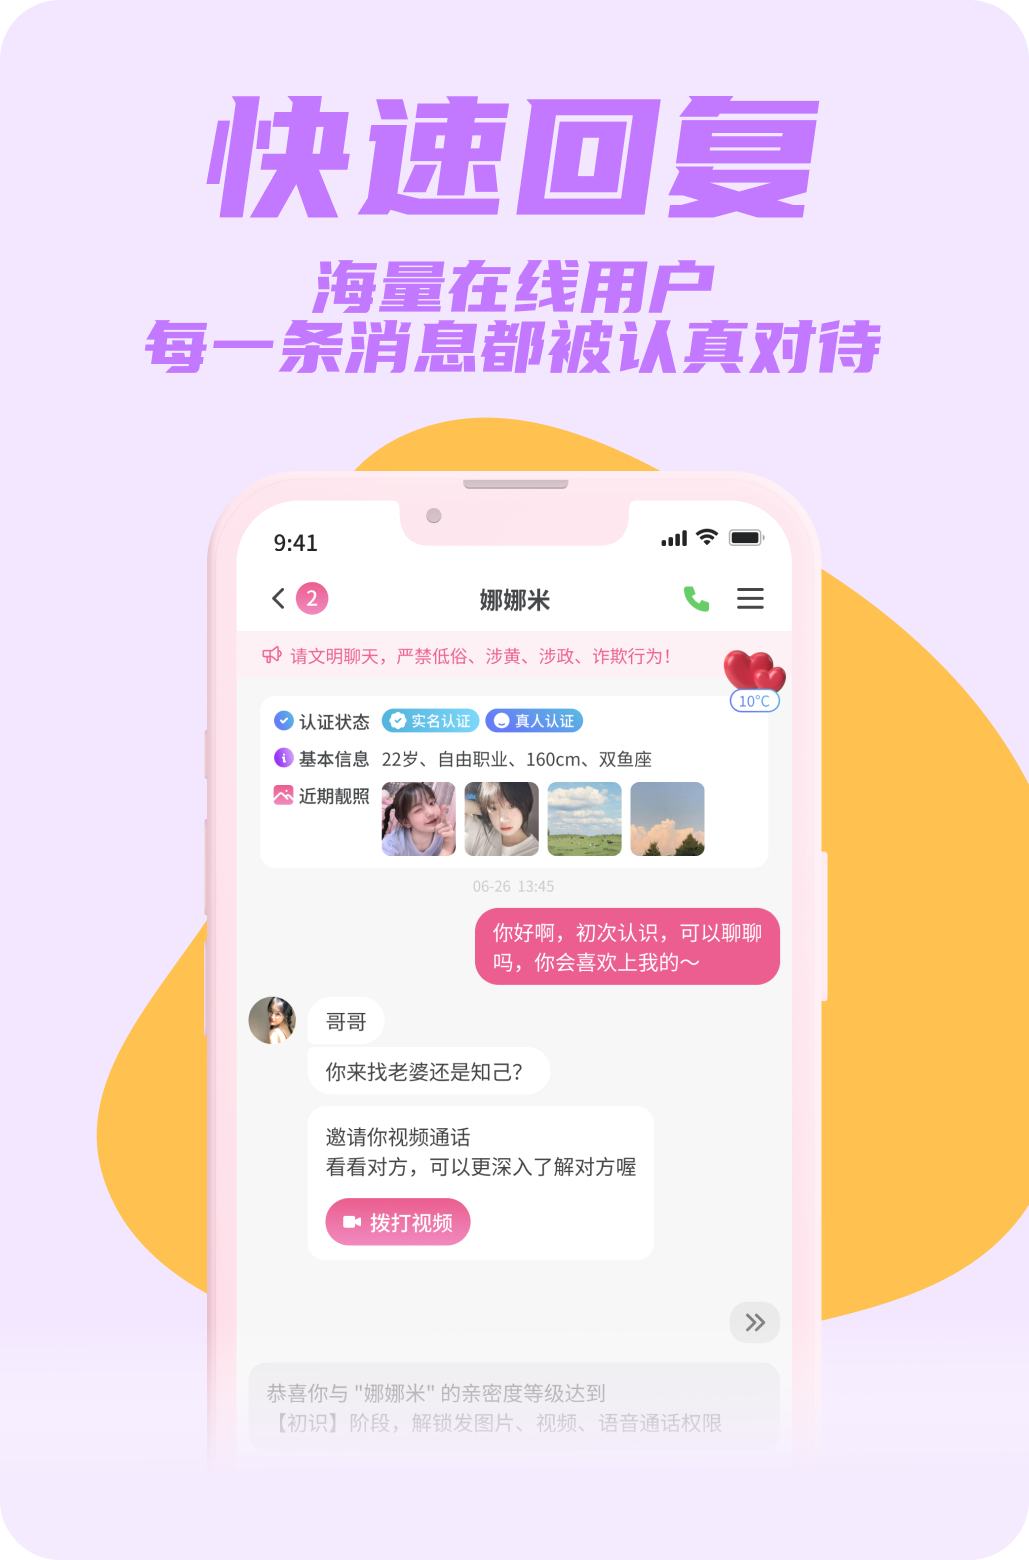 快速回复
海量在线用户
每一条消息都被认真对待
9:41
2
娜娜米
请文明聊天，严禁低俗、涉黄、涉政、诈欺行为！
10℃
认证状态 实名认证 真人认证
基本信息 22岁、自由职业、160cm、双鱼座
近期靓照
06-26 13:45
你好啊，初次认识，可以聊聊
吗，你会喜欢上我的～
哥哥
你来找老婆还是知己？
邀请你视频通话
看看对方，可以更深入了解对方喔
拨打视频
恭喜你与 "娜娜米" 的亲密度等级达到
【初识】阶段，解锁发图片、视频、语音通话权限